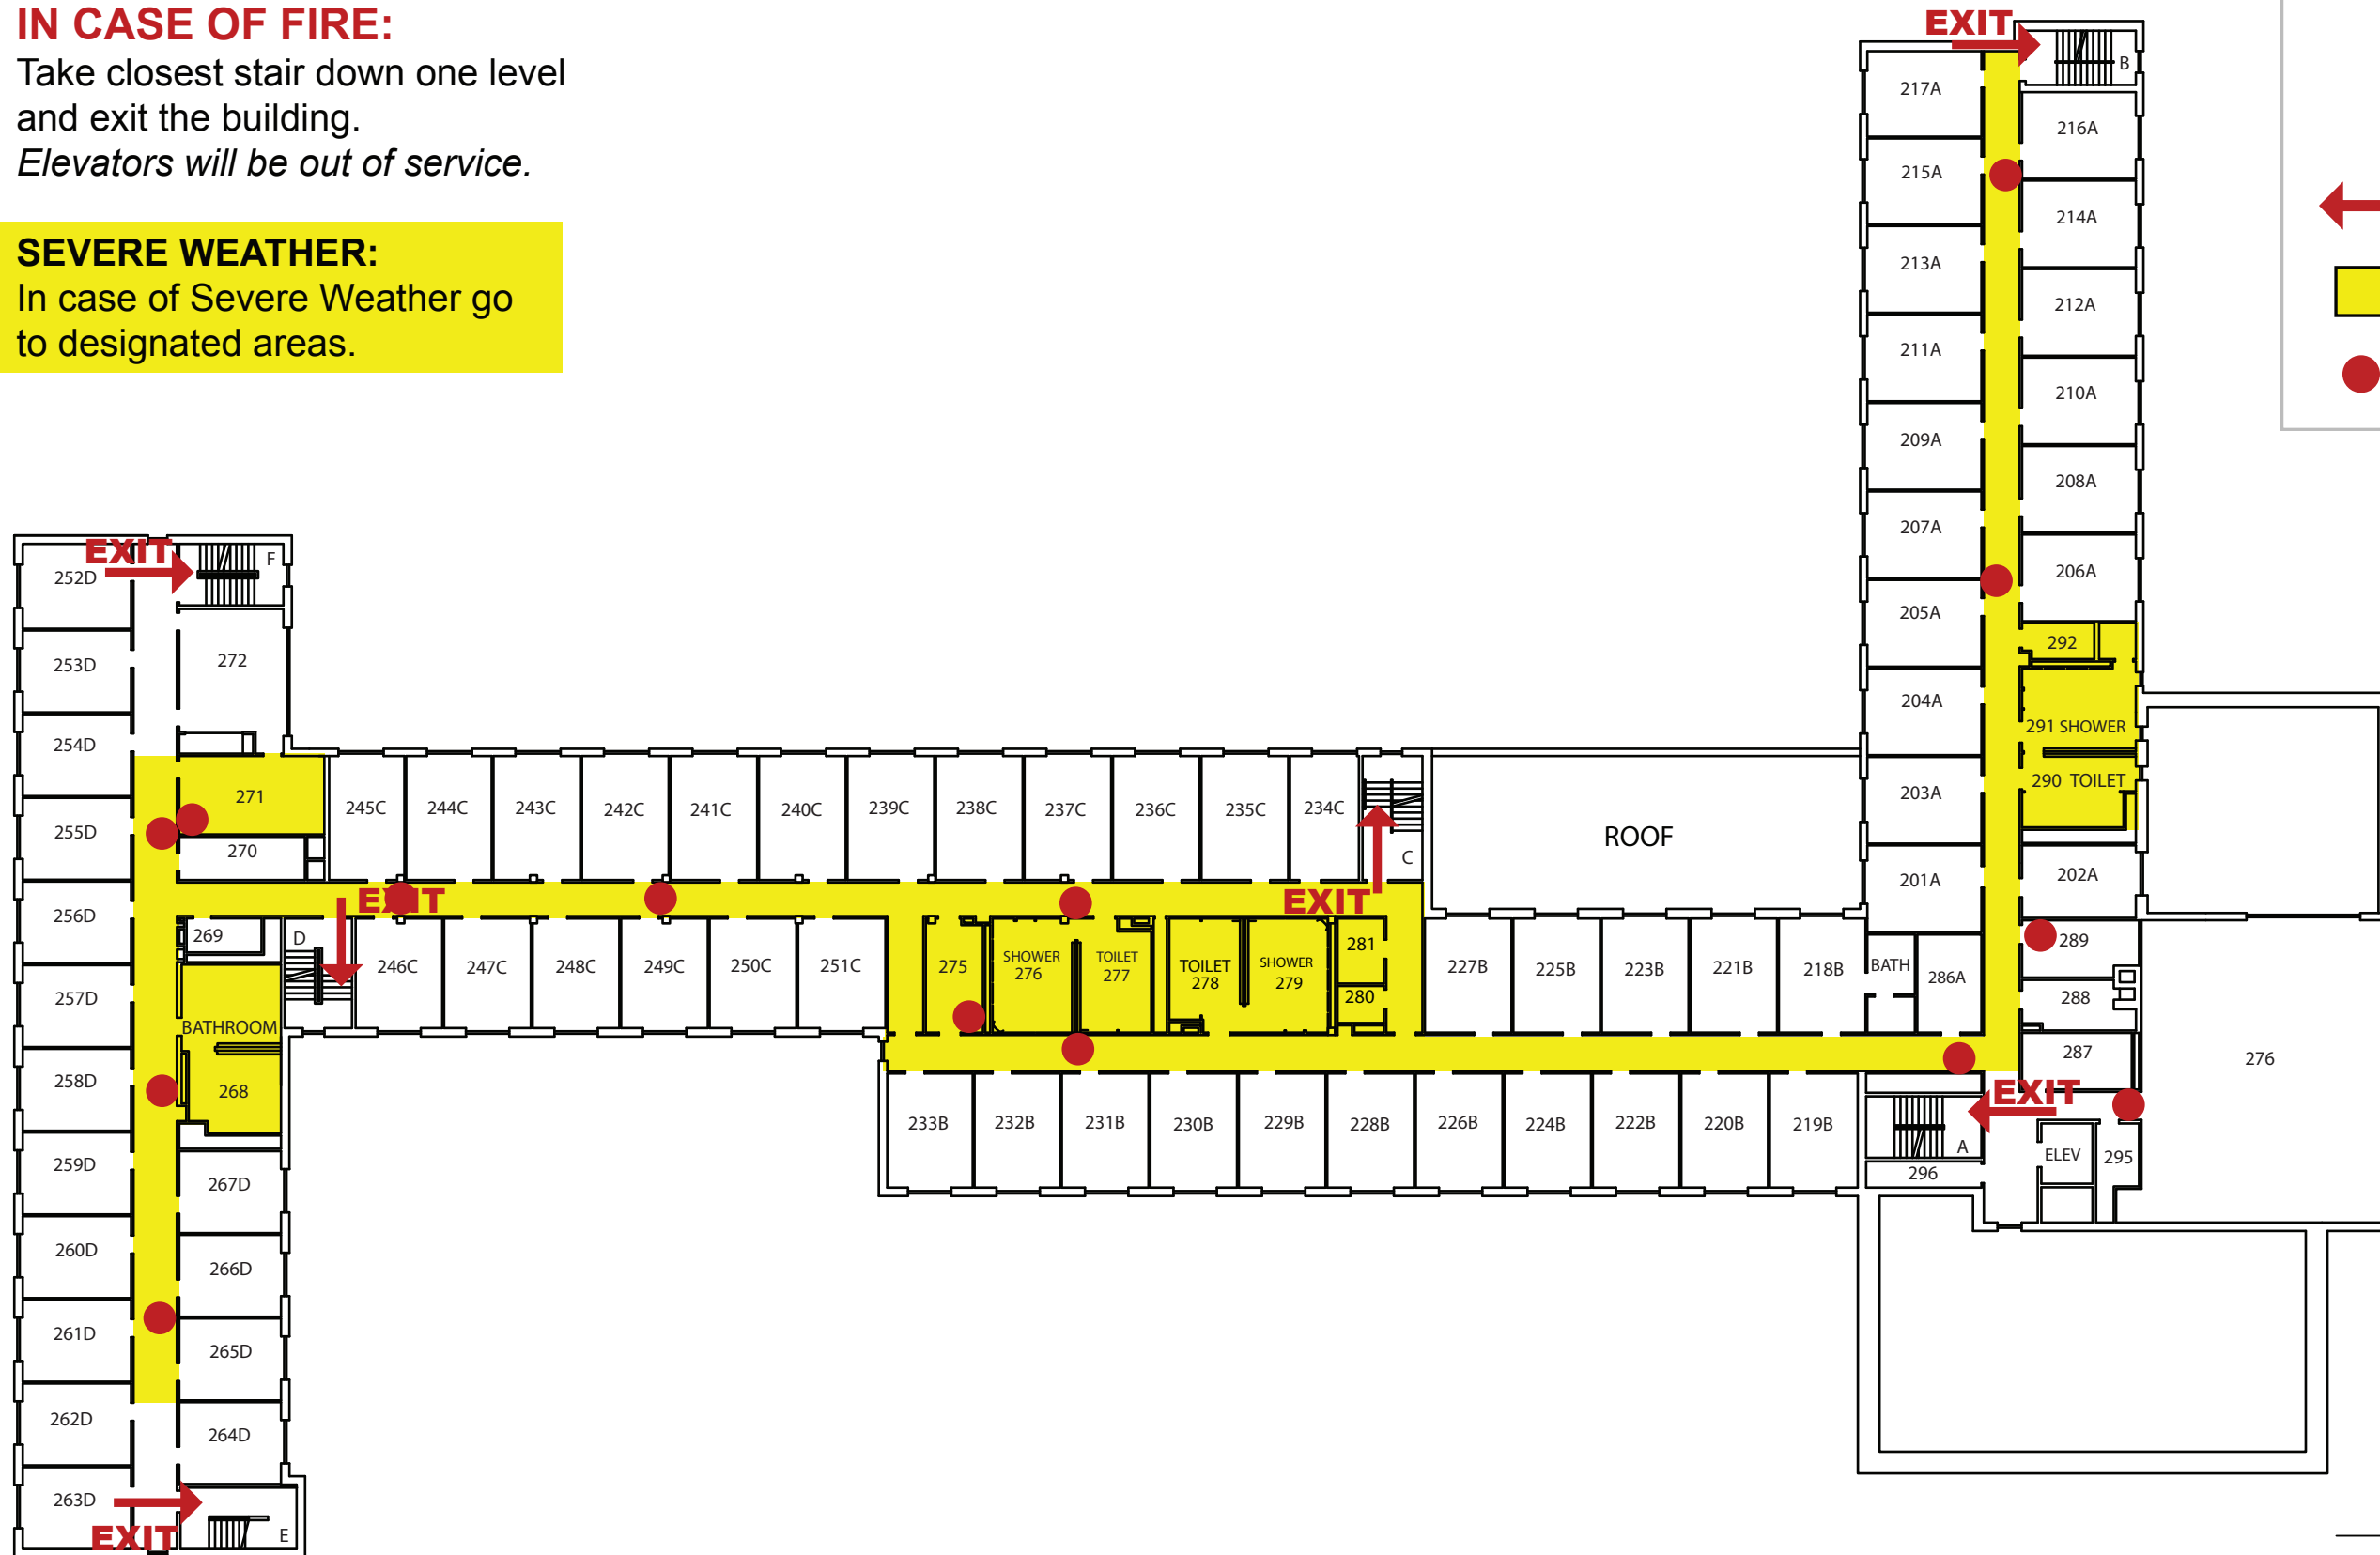 IN CASE OF FIRE:
Take closest stair down one level
and exit the building.
Elevators will be out of service.
SEVERE WEATHER:
In case of Severe Weather go
to designated areas.
EXIT
B
217A
216A
215A
214A
213A
212A
211A
210A
209A
208A
207A
206A
205A
292
204A
291 SHOWER
290 TOILET
203A
202A
201A
289
288
287
276
BATH
286A
EXIT
A
296
ELEV
295
ROOF
EXIT
F
252D
253D
272
254D
271
255D
270
256D
269
257D
BATHROOM
258D
268
259D
267D
260D
266D
261D
265D
262D
264D
263D
EXIT
E
245C
244C
243C
242C
241C
240C
239C
238C
237C
236C
235C
234C
C
EXIT
EXIT
D
246C
247C
248C
249C
250C
251C
275
SHOWER
276
TOILET
277
TOILET
278
SHOWER
279
281
280
227B
225B
223B
221B
218B
233B
232B
231B
230B
229B
228B
226B
224B
222B
220B
219B